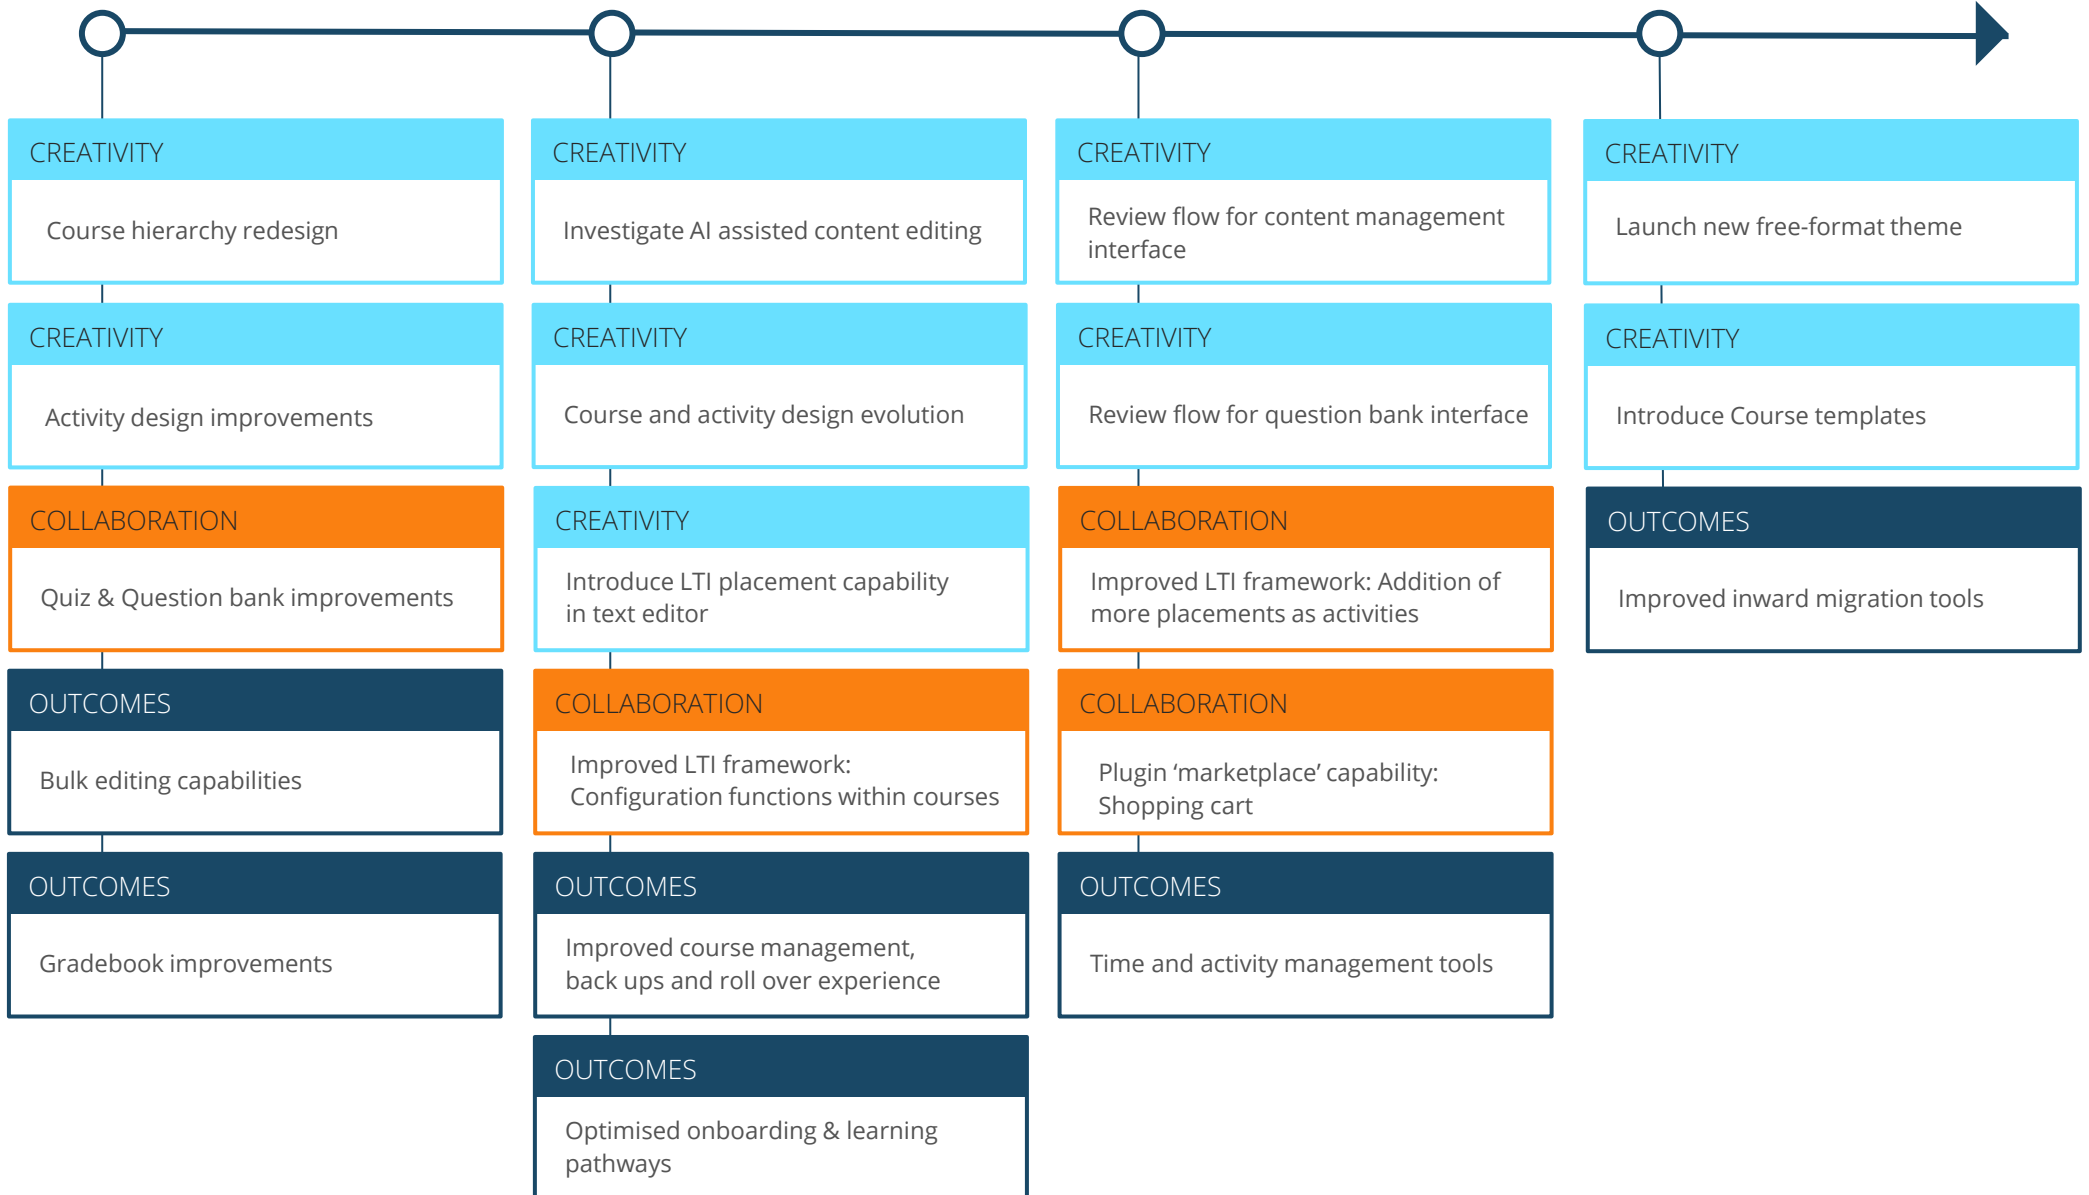 CREATIVITY
Course hierarchy redesign
CREATIVITY
Activity design improvements
COLLABORATION
Quiz & Question bank improvements
OUTCOMES
Bulk editing capabilities
OUTCOMES
Gradebook improvements
CREATIVITY
Investigate AI assisted content editing
CREATIVITY
Course and activity design evolution
CREATIVITY
Introduce LTI placement capability
in text editor
COLLABORATION
Improved LTI framework:
Configuration functions within courses
OUTCOMES
Improved course management,
back ups and roll over experience
OUTCOMES
Optimised onboarding & learning
pathways
CREATIVITY
Review flow for content management
interface
CREATIVITY
Review flow for question bank interface
COLLABORATION
Improved LTI framework: Addition of
more placements as activities
COLLABORATION
Plugin ‘marketplace’ capability:
Shopping cart
OUTCOMES
Time and activity management tools
CREATIVITY
Launch new free-format theme
CREATIVITY
Introduce Course templates
OUTCOMES
Improved inward migration tools